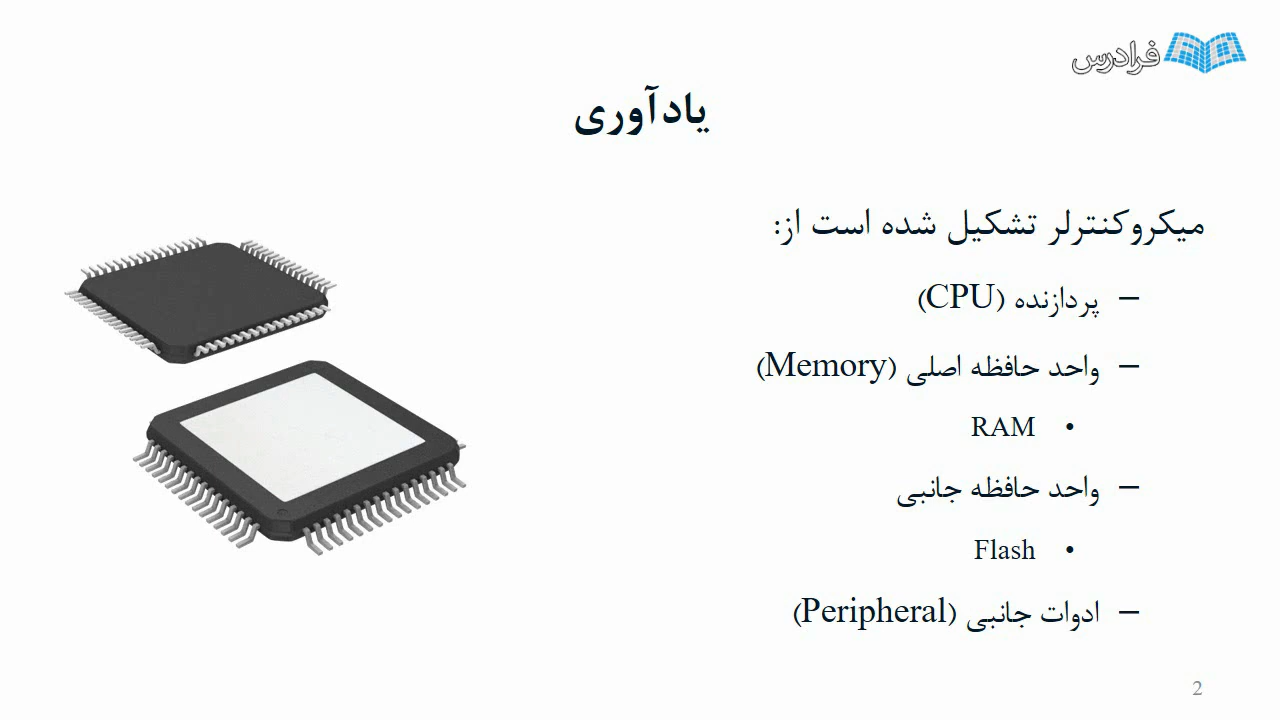 فرادرس
یادآوری
میکروکنترلر تشکیل شده است از:
– پردازنده (CPU)
– واحد حافظه اصلی (Memory)
• RAM
– واحد حافظه جانبی
• Flash
– ادوات جانبی (Peripheral)
2